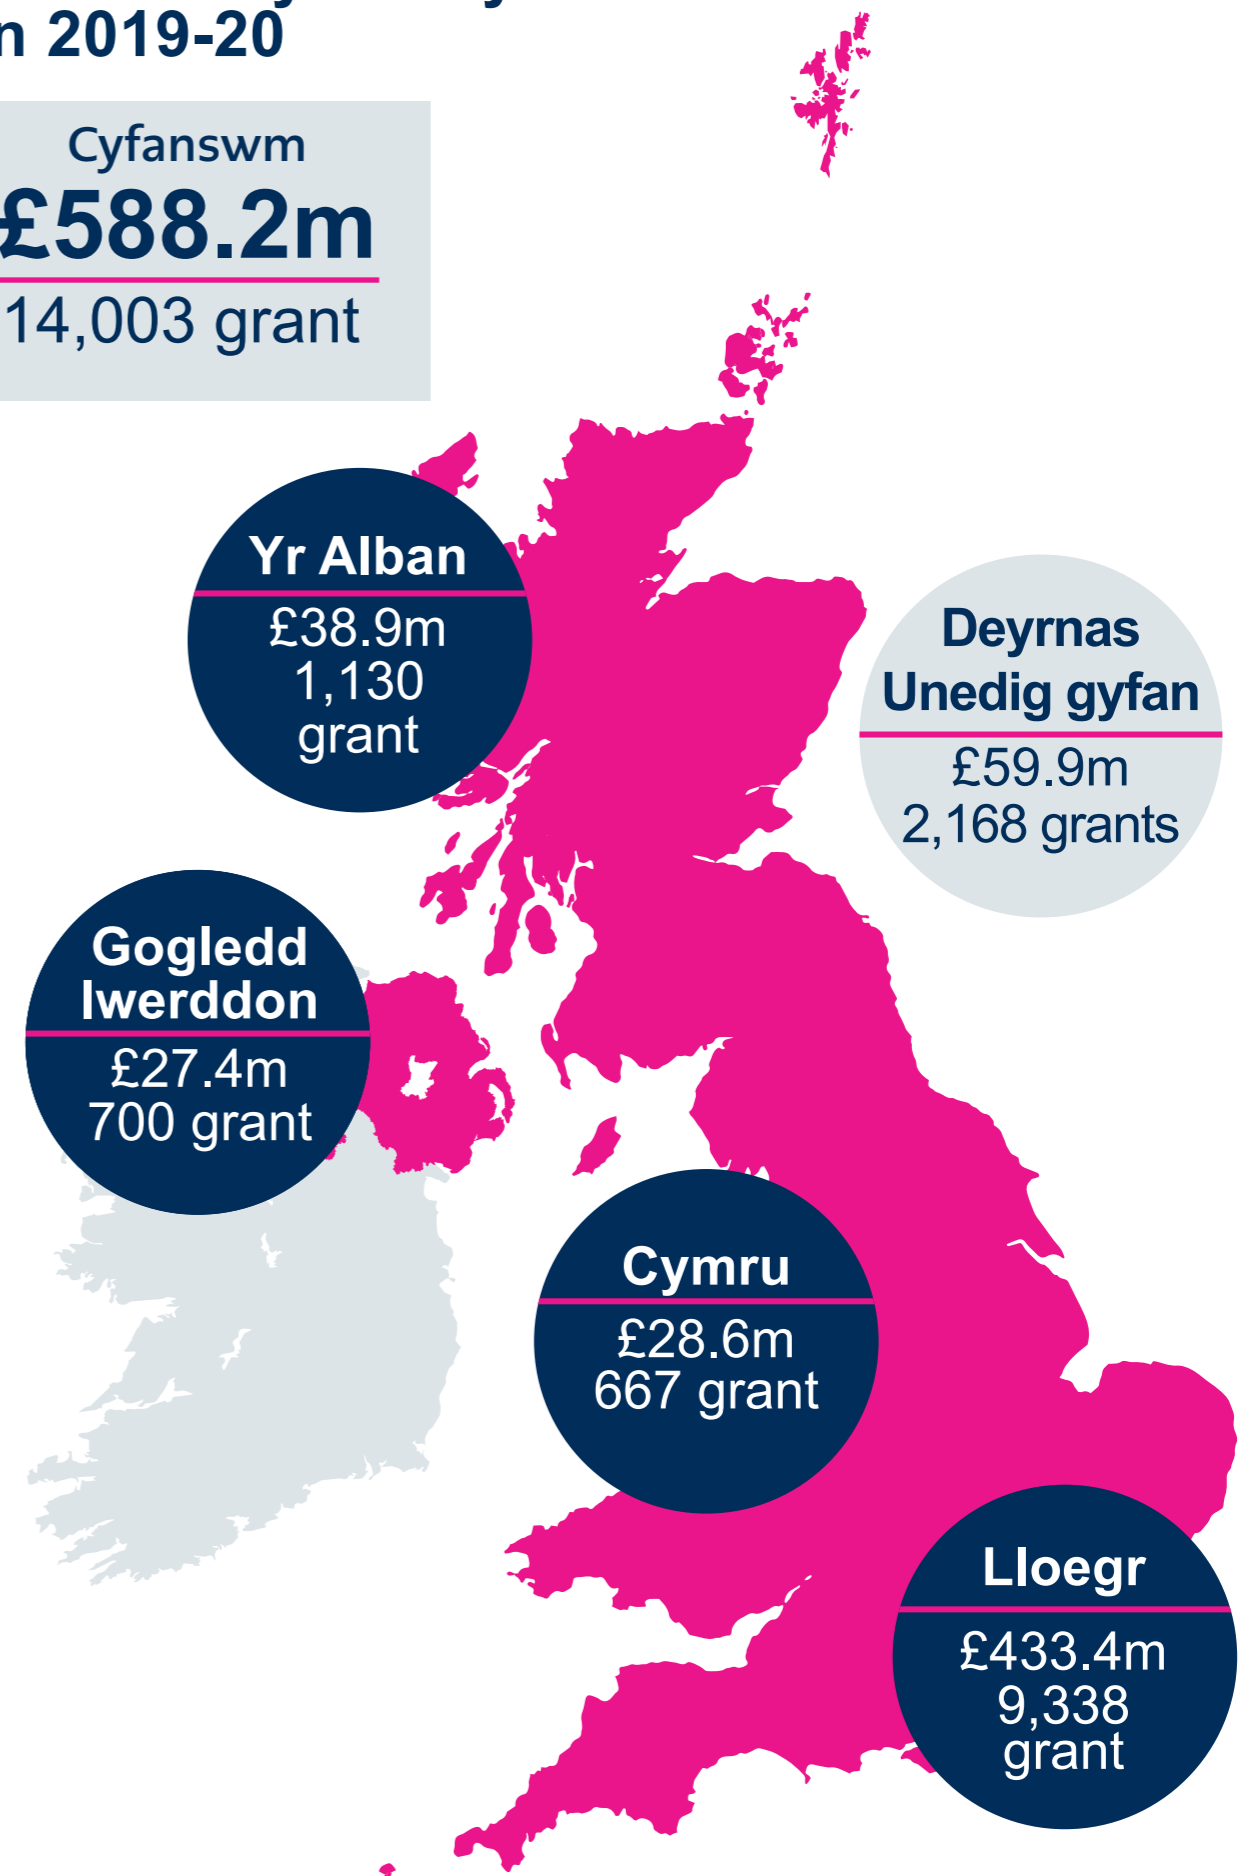 2019-20
Cyfanswm
£588.2m
14,003 grant
Yr Alban
£38.9m
1,130
grant
Deyrnas
Unedig gyfan
£59.9m
2,168 grants
Gogledd
Iwerddon
£27.4m
700 grant
Cymru
£28.6m
667 grant
Lloegr
£433.4m
9,338
grant